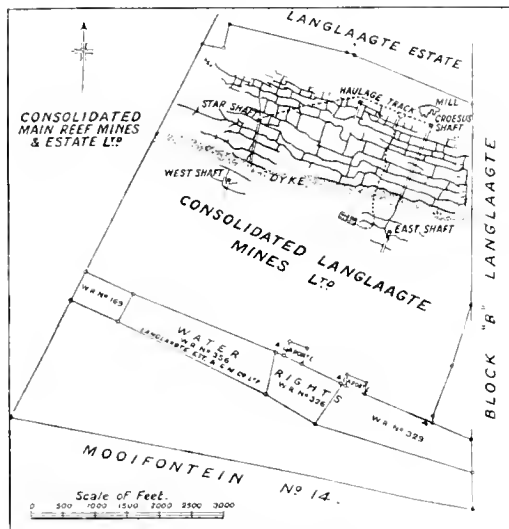 LANGLAAGTE ESTATE
CONSOLIDATED
MAIN REEF MINES
& ESTATE LTD
HAULAGE TRACK
MILL
CROESUS
SHAFT
STAR SHAFT
DYKE
WEST SHAFT
EAST SHAFT
CONSOLIDATED LANGLAAGTE
MINES LTD
BLOCK "B" LANGLAAGTE
W R No 169
WATER
W R No 356
LANGLAAGTE EST. & G M Co LTD
RIGHTS
W R No 326
W R No 329
MOOIFONTEIN No 14.
Scale of Feet.
0 500 1000 1500 2000 2500 3000